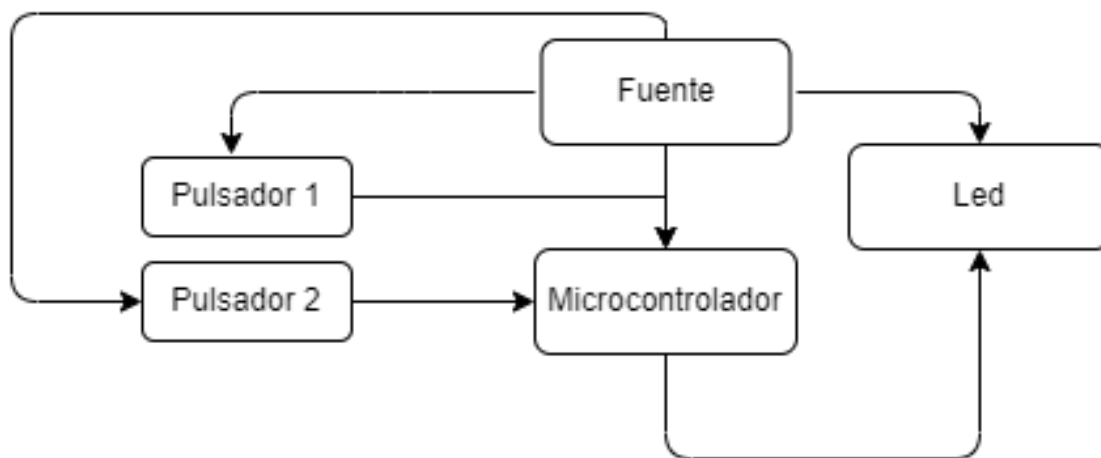 Fuente
Pulsador 1
Led
Pulsador 2
Microcontrolador